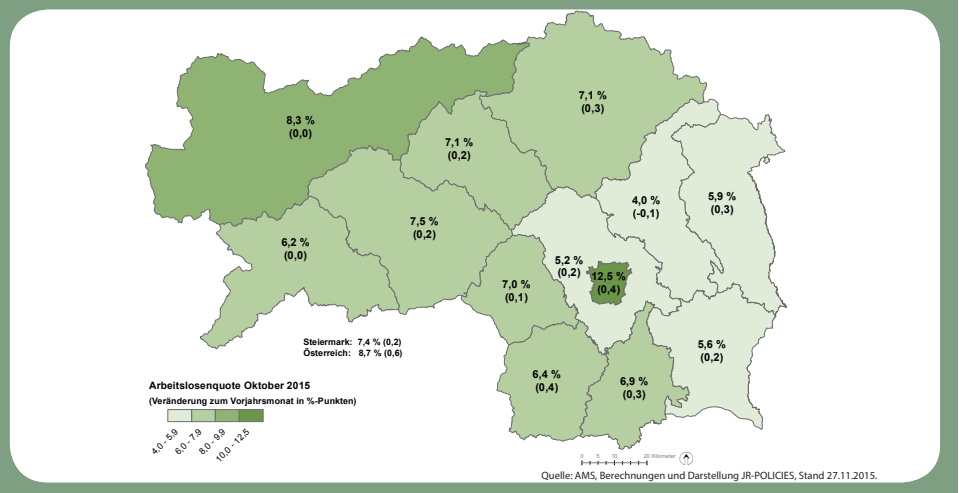 7,1 %
(0,3)
8,3 %
(0,0)
7,1 %
(0,2)
4,0 %
(-0,1)
5,9 %
(0,3)
7,5 %
(0,2)
6,2 %
(0,0)
5,2 %
(0,2)
12,5 %
(0,4)
7,0 %
(0,1)
Steiermark: 7,4 % (0,2)
Österreich: 8,7 % (0,6)
5,6 %
(0,2)
6,4 %
(0,4)
6,9 %
(0,3)
Arbeitslosenquote Oktober 2015
(Veränderung zum Vorjahrsmonat in %-Punkten)
4,0 - 5,9
6,0 - 7,9
8,0 - 9,9
10,0 - 12,5
0 5 10 20 Kilometer
Quelle: AMS, Berechnungen und Darstellung JR-POLICIES, Stand 27.11.2015.